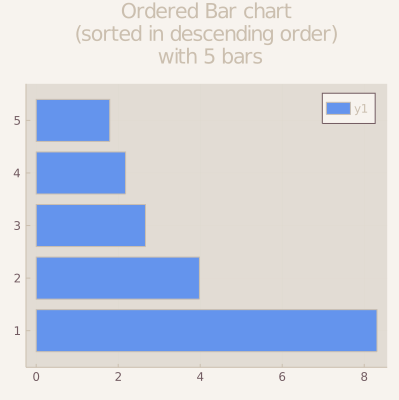 Ordered Bar chart
(sorted in descending order)
with 5 bars
y1
5
4
3
2
1
0 2 4 6 8